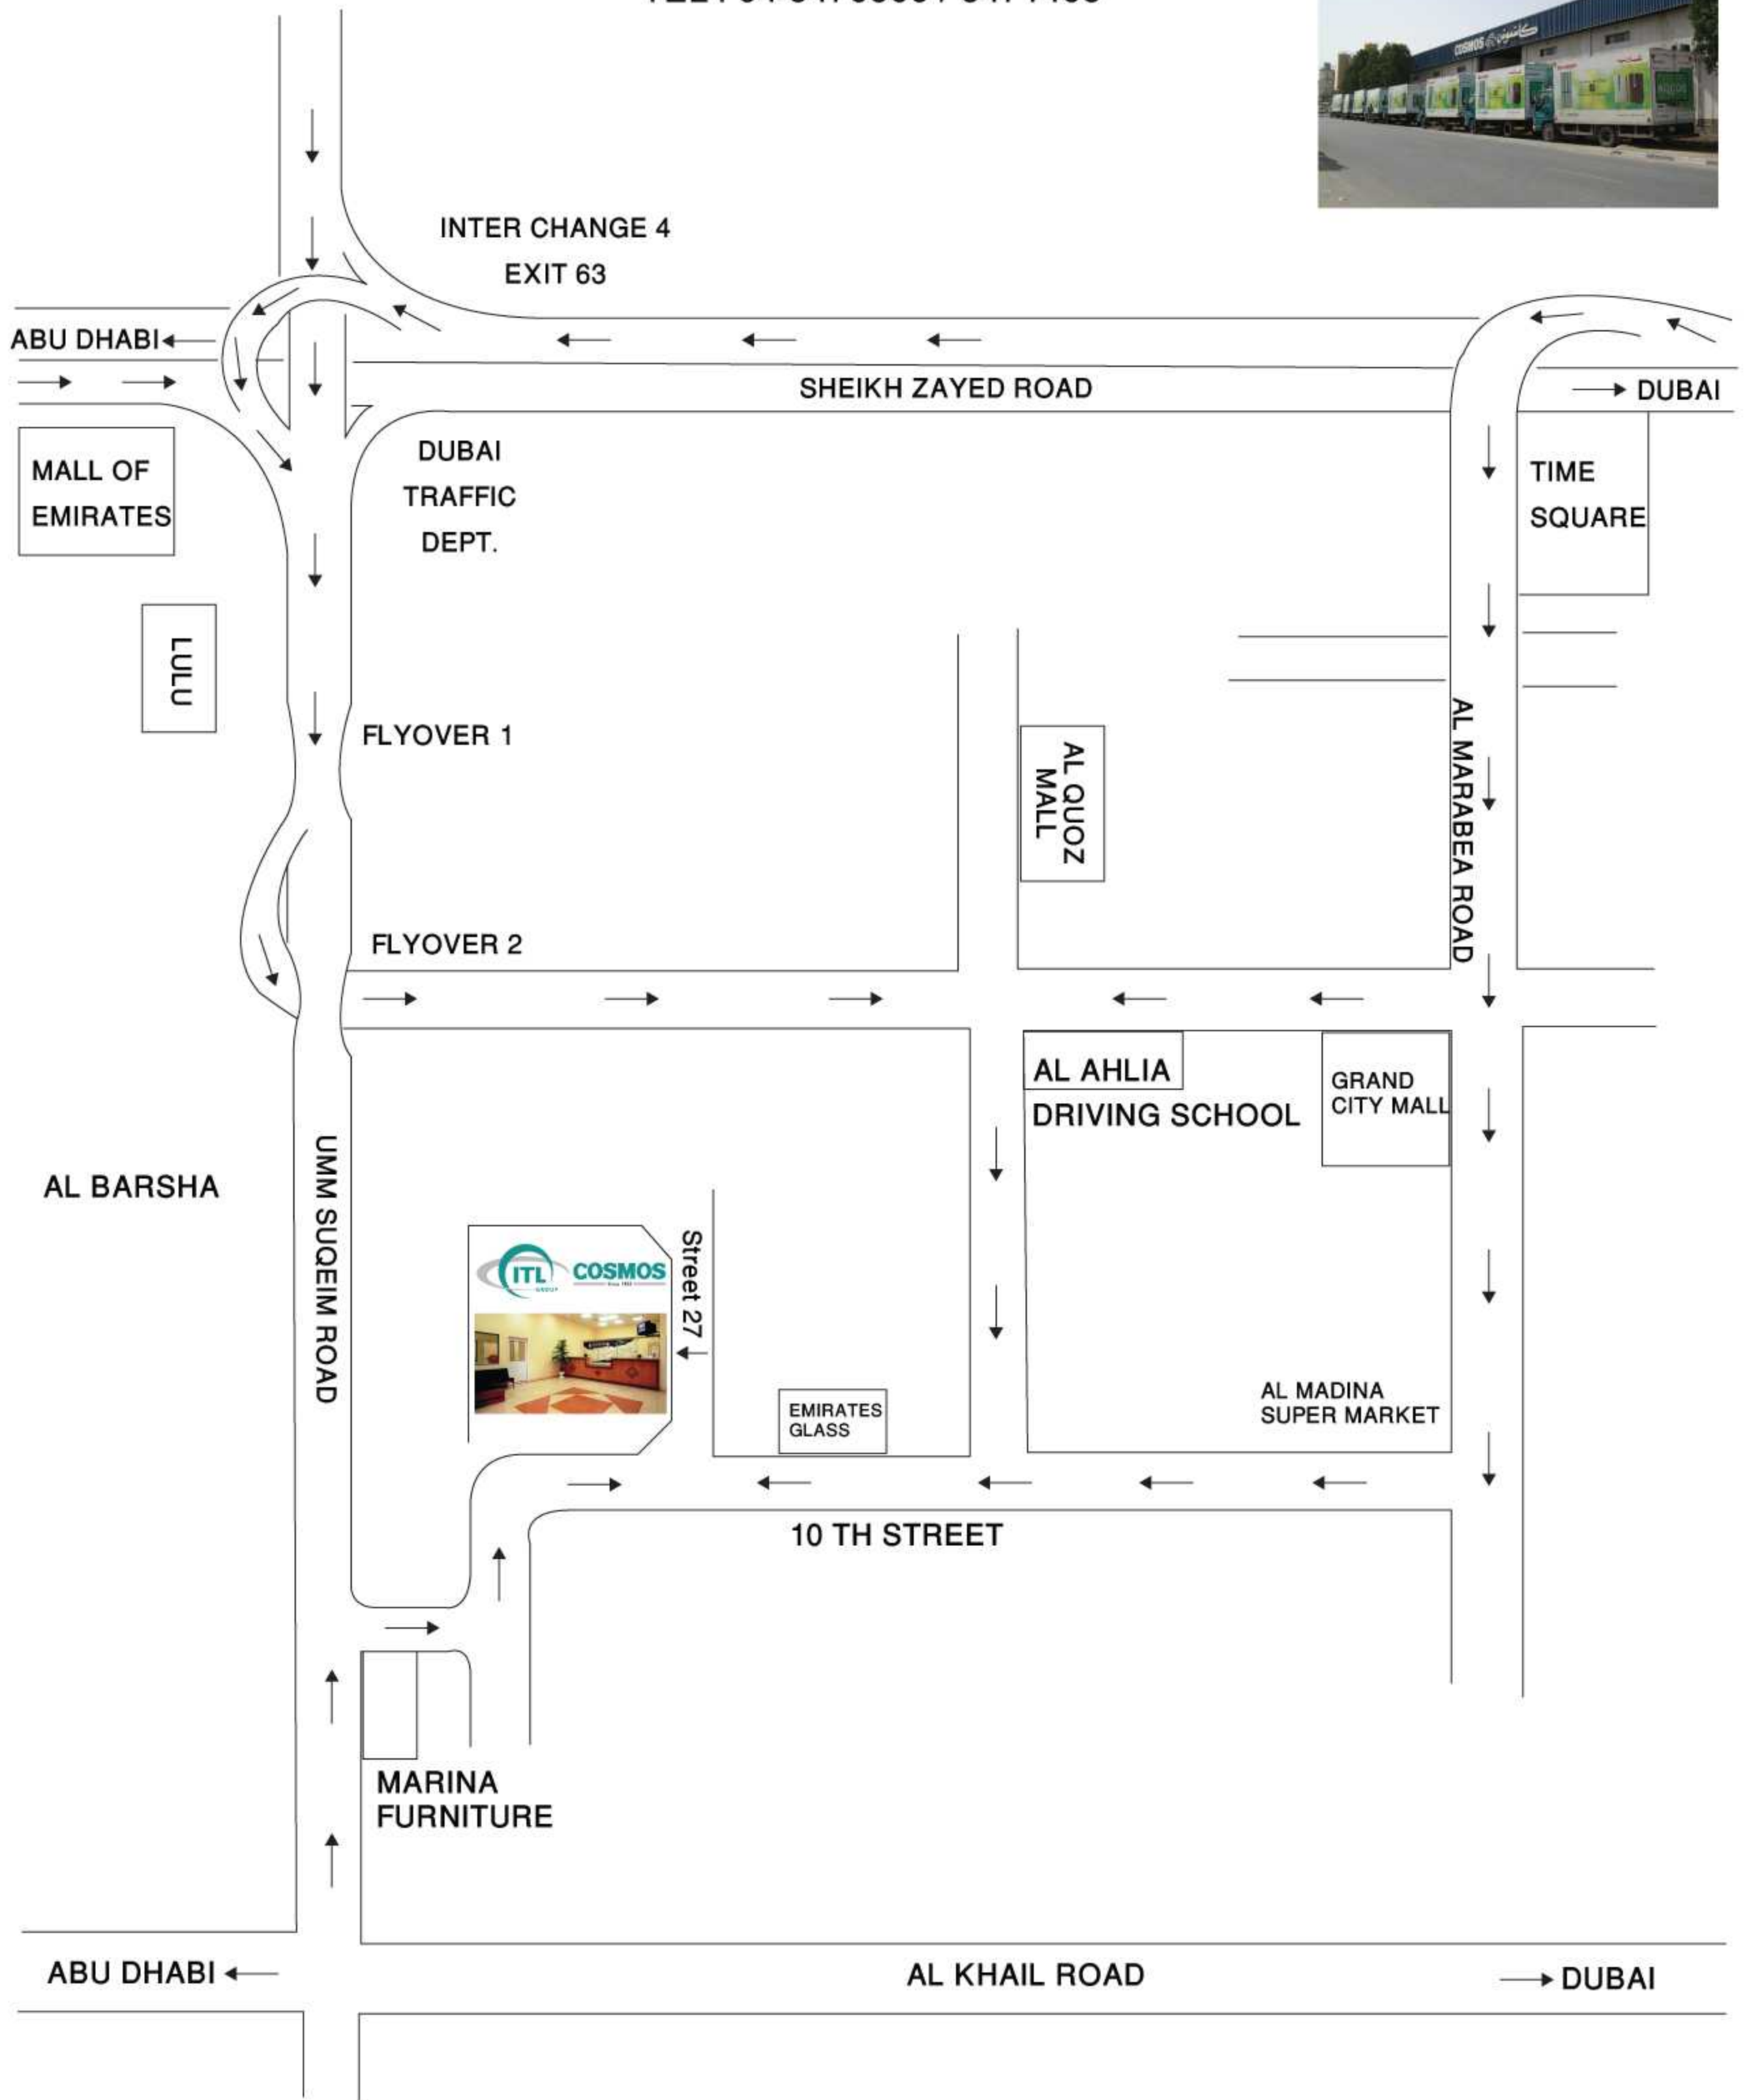 COSMOS كـوزمـوس
INTER CHANGE 4
EXIT 63
ABU DHABI
SHEIKH ZAYED ROAD
DUBAI
MALL OF
EMIRATES
DUBAI
TRAFFIC
DEPT.
TIME
SQUARE
LULU
FLYOVER 1
AL QUOZ
MALL
AL MARABEA ROAD
FLYOVER 2
AL AHLIA
DRIVING SCHOOL
GRAND
CITY MALL
AL BARSHA
UMM SUQEIM ROAD
ITL
GROUP
COSMOS
Street 27
EMIRATES
GLASS
AL MADINA
SUPER MARKET
10 TH STREET
MARINA
FURNITURE
ABU DHABI
AL KHAIL ROAD
DUBAI